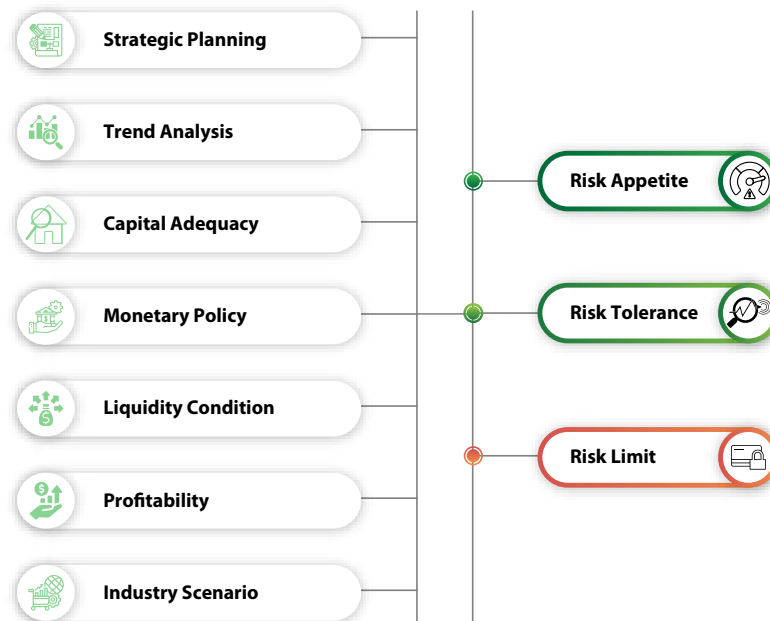 Strategic Planning
Trend Analysis
Capital Adequacy
Monetary Policy
Liquidity Condition
Profitability
Industry Scenario
Risk Appetite
Risk Tolerance
Risk Limit